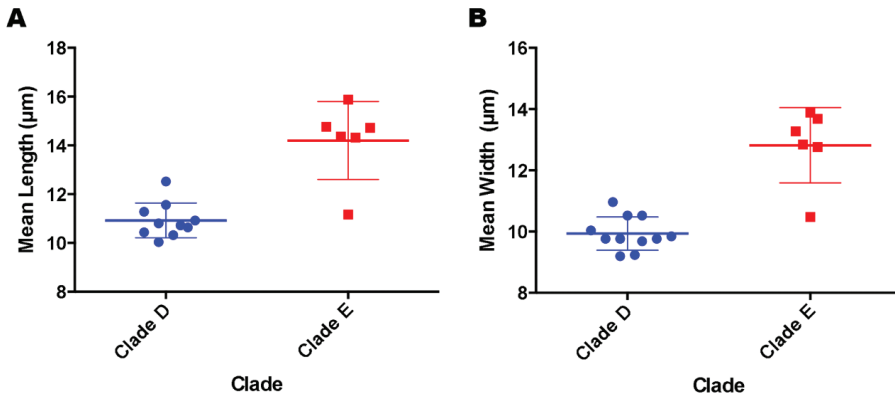 A
Mean Length (µm)
18
16
14
12
10
8
Clade D
Clade E
Clade
B
Mean Width (µm)
16
14
12
10
8
Clade D
Clade E
Clade